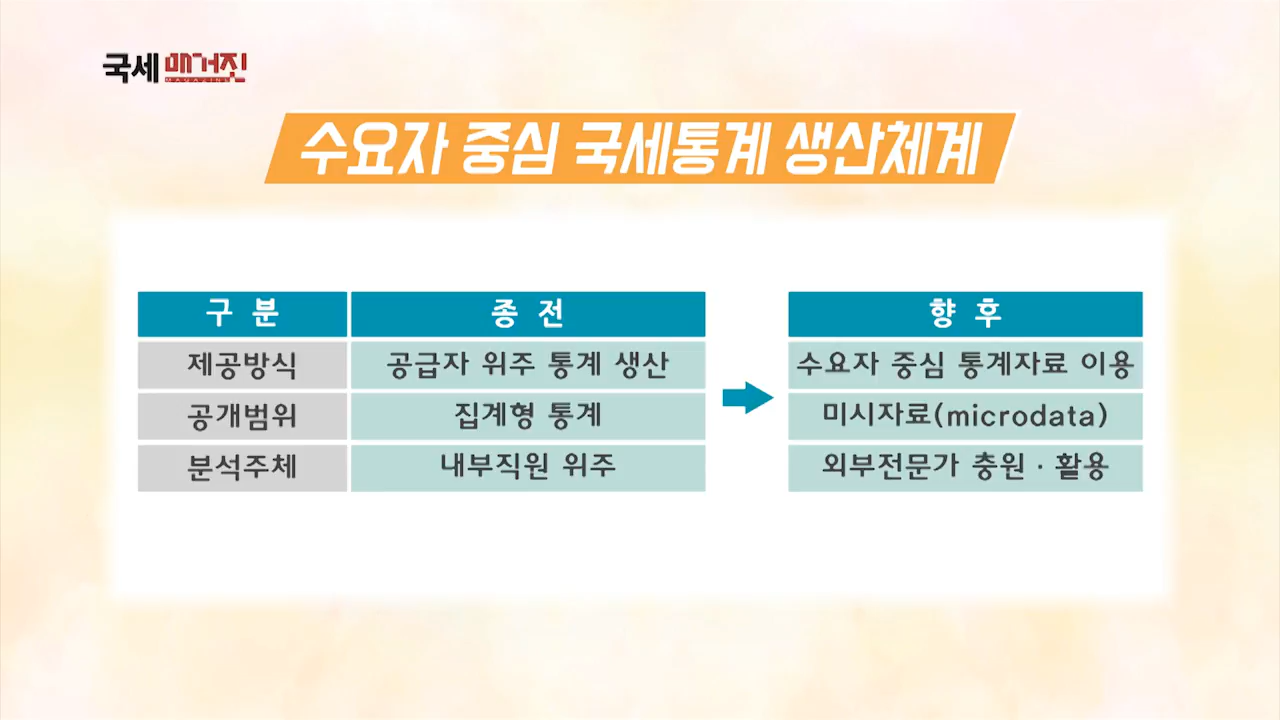 국세 매거진
MAGAZINE
수요자 중심 국세통계 생산체계
구 분 종 전 향 후
제공방식 공급자 위주 통계 생산 수요자 중심 통계자료 이용
공개범위 집계형 통계 미시자료(microdata)
분석주체 내부직원 위주 외부전문가 충원 · 활용